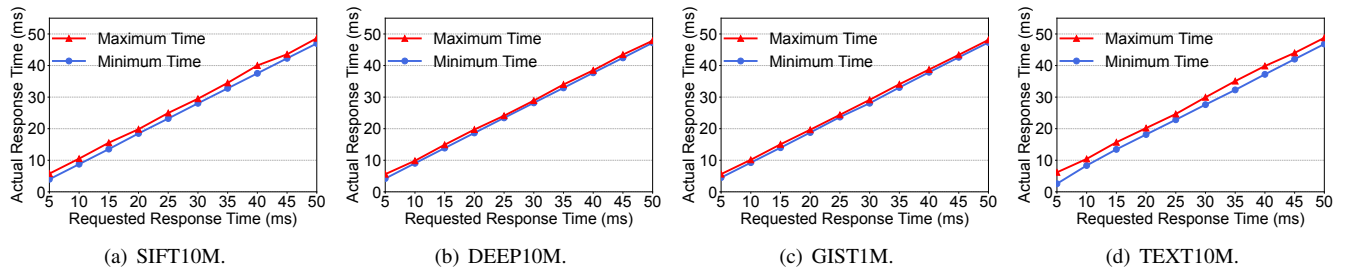 Actual Response Time (ms)
50
40
30
20
10
0
Maximum Time
Minimum Time
5 10 15 20 25 30 35 40 45 50
Requested Response Time (ms)
(a) SIFT10M.
Actual Response Time (ms)
50
40
30
20
10
0
Maximum Time
Minimum Time
5 10 15 20 25 30 35 40 45 50
Requested Response Time (ms)
(b) DEEP10M.
Actual Response Time (ms)
50
40
30
20
10
0
Maximum Time
Minimum Time
5 10 15 20 25 30 35 40 45 50
Requested Response Time (ms)
(c) GIST1M.
Actual Response Time (ms)
50
40
30
20
10
0
Maximum Time
Minimum Time
5 10 15 20 25 30 35 40 45 50
Requested Response Time (ms)
(d) TEXT10M.